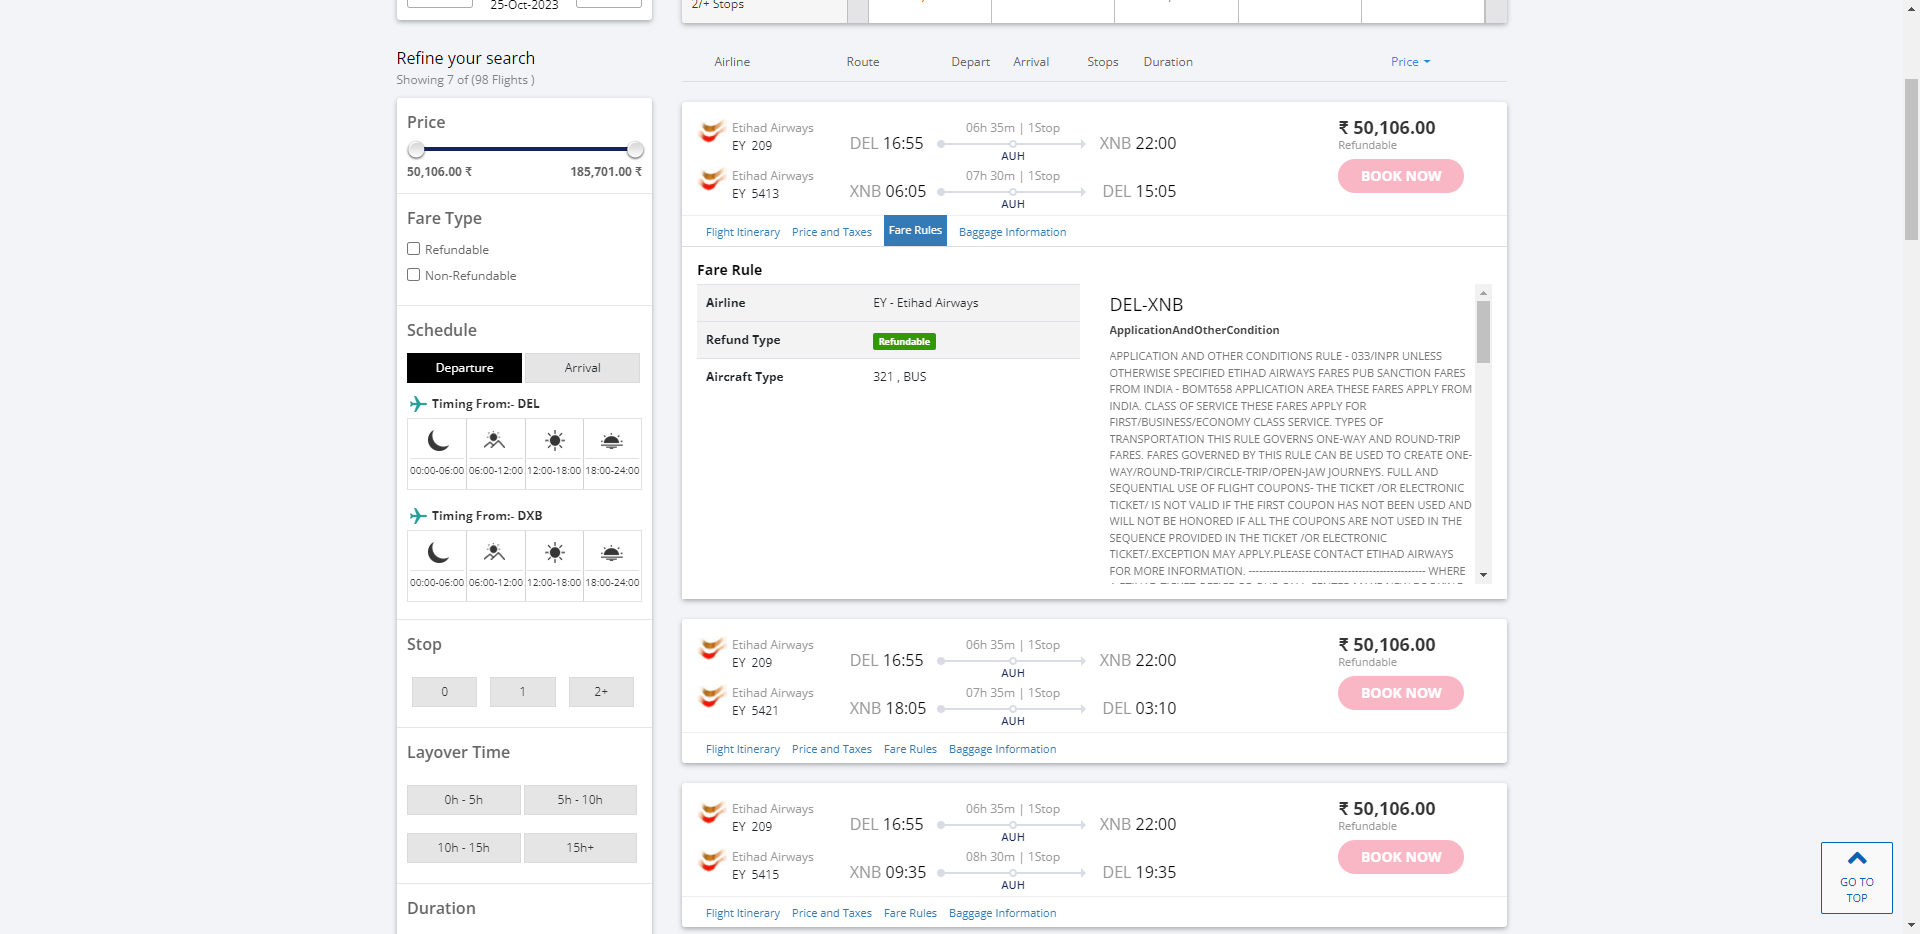 25-Oct-2023
2/+ Stops
Refine your search
Showing 7 of (98 Flights )
Price
50,106.00 ₹ 185,701.00 ₹
Fare Type
Refundable
Non-Refundable
Schedule
Departure Arrival
Timing From:- DEL
00:00-06:00 06:00-12:00 12:00-18:00 18:00-24:00
Timing From:- DXB
00:00-06:00 06:00-12:00 12:00-18:00 18:00-24:00
Stop
0 1 2+
Layover Time
0h - 5h 5h - 10h
10h - 15h 15h+
Duration
Airline Route Depart Arrival Stops Duration Price
Etihad Airways
EY 209
DEL 16:55
06h 35m | 1Stop
AUH
XNB 22:00
Etihad Airways
EY 5413
XNB 06:05
07h 30m | 1Stop
AUH
DEL 15:05
₹ 50,106.00
Refundable
BOOK NOW
Flight Itinerary Price and Taxes Fare Rules Baggage Information
Fare Rule
Airline EY - Etihad Airways
Refund Type Refundable
Aircraft Type 321 , BUS
DEL-XNB
ApplicationAndOtherCondition
APPLICATION AND OTHER CONDITIONS RULE - 033/INPR UNLESS
OTHERWISE SPECIFIED ETIHAD AIRWAYS FARES PUB SANCTION FARES
FROM INDIA - BOMT658 APPLICATION AREA THESE FARES APPLY FROM
INDIA. CLASS OF SERVICE THESE FARES APPLY FOR
FIRST/BUSINESS/ECONOMY CLASS SERVICE. TYPES OF
TRANSPORTATION THIS RULE GOVERNS ONE-WAY AND ROUND-TRIP
FARES. FARES GOVERNED BY THIS RULE CAN BE USED TO CREATE ONE-
WAY/ROUND-TRIP/CIRCLE-TRIP/OPEN-JAW JOURNEYS. FULL AND
SEQUENTIAL USE OF FLIGHT COUPONS- THE TICKET /OR ELECTRONIC
TICKET/ IS NOT VALID IF THE FIRST COUPON HAS NOT BEEN USED AND
WILL NOT BE HONORED IF ALL THE COUPONS ARE NOT USED IN THE
SEQUENCE PROVIDED IN THE TICKET /OR ELECTRONIC
TICKET/.EXCEPTION MAY APPLY.PLEASE CONTACT ETIHAD AIRWAYS
FOR MORE INFORMATION. -------------------------------------------------- WHERE
Etihad Airways
EY 209
DEL 16:55
06h 35m | 1Stop
AUH
XNB 22:00
Etihad Airways
EY 5421
XNB 18:05
07h 35m | 1Stop
AUH
DEL 03:10
₹ 50,106.00
Refundable
BOOK NOW
Flight Itinerary Price and Taxes Fare Rules Baggage Information
Etihad Airways
EY 209
DEL 16:55
06h 35m | 1Stop
AUH
XNB 22:00
Etihad Airways
EY 5415
XNB 09:35
08h 30m | 1Stop
AUH
DEL 19:35
₹ 50,106.00
Refundable
BOOK NOW
Flight Itinerary Price and Taxes Fare Rules Baggage Information
GO TO
TOP